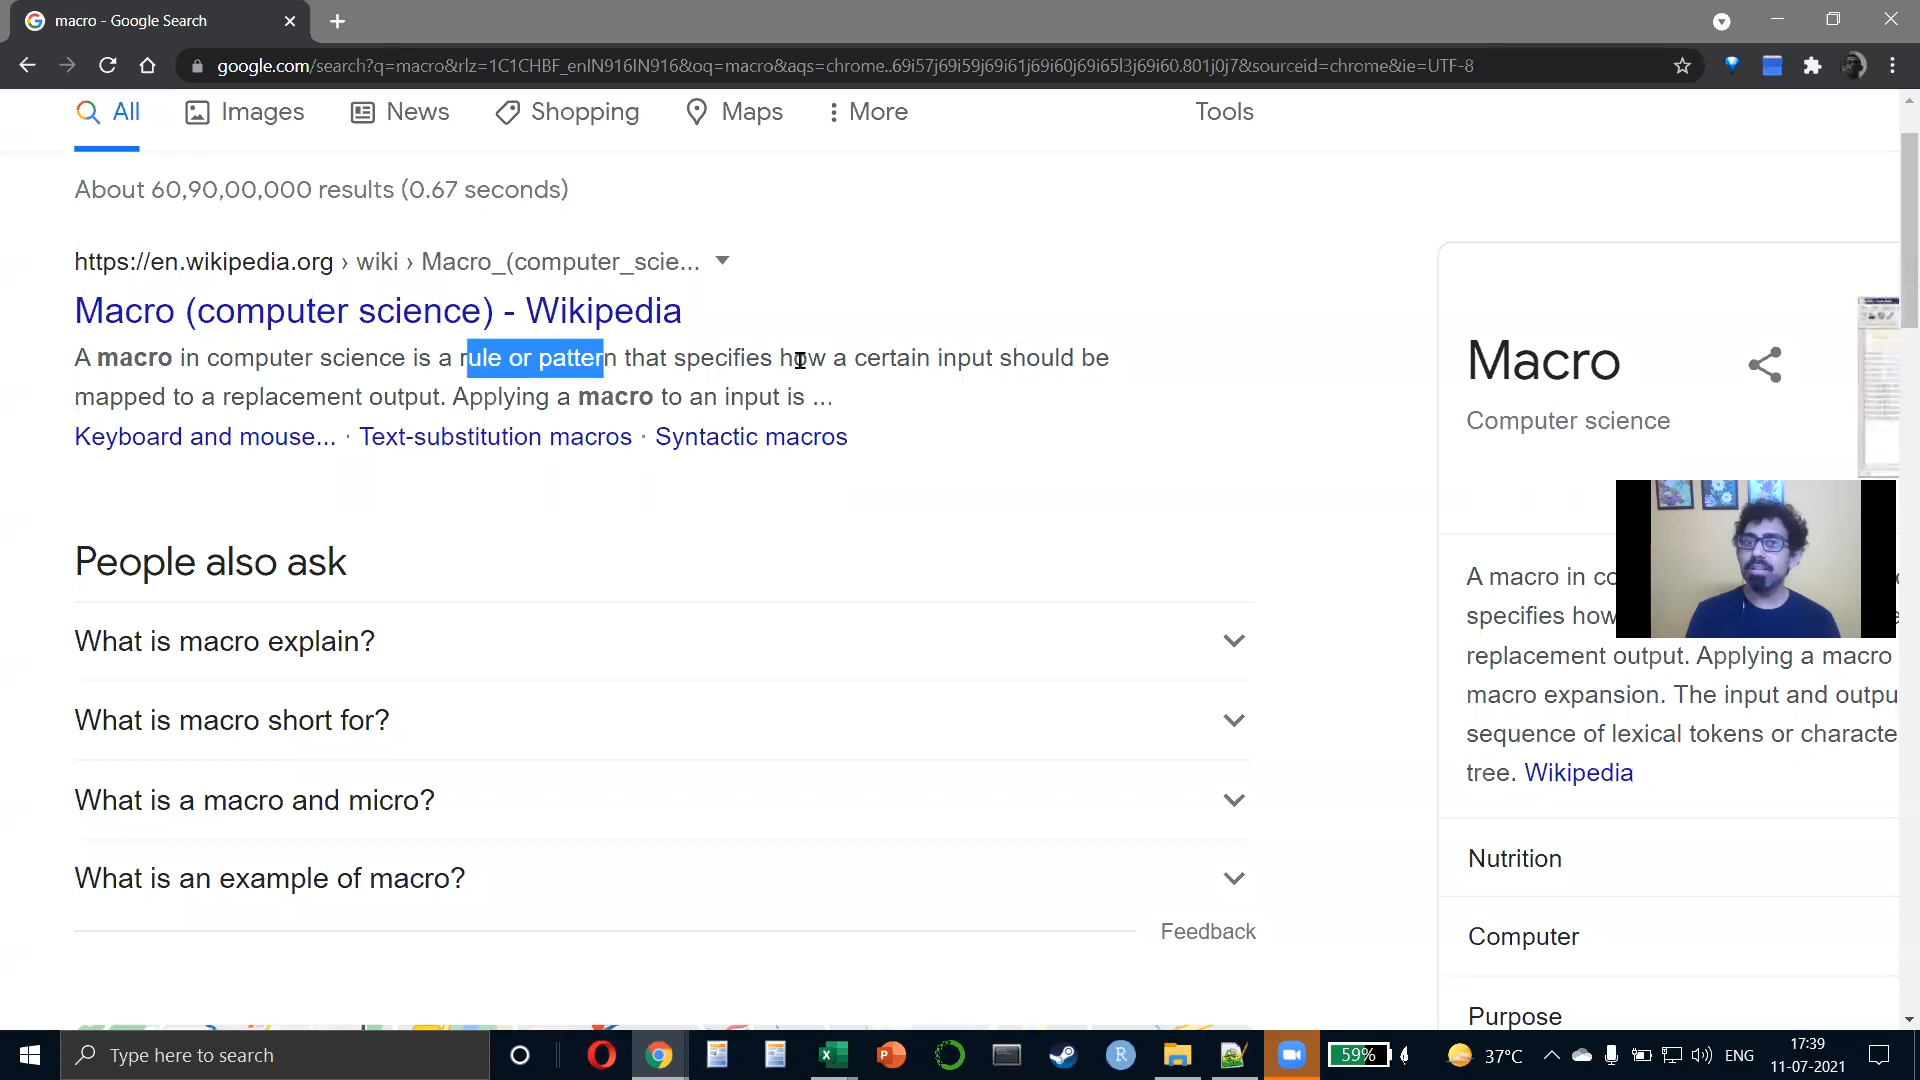 macro - Google Search
google.com/search?q=macro&rlz=1C1CHBF_enIN916IN916&oq=macro&aqs=chrome..69i57j69i59j69i61j69i60j69i65l3j69i60.801j0j7&sourceid=chrome&ie=UTF-8
All Images News Shopping Maps More Tools
About 60,90,00,000 results (0.67 seconds)
https://en.wikipedia.org › wiki › Macro_(computer_scie...
Macro (computer science) - Wikipedia
A macro in computer science is a rule or pattern that specifies how a certain input should be
mapped to a replacement output. Applying a macro to an input is ...
Keyboard and mouse... · Text-substitution macros · Syntactic macros
People also ask
What is macro explain?
What is macro short for?
What is a macro and micro?
What is an example of macro?
Feedback
Macro
Computer science
A macro in
specifies how
replacement output. Applying a macro
macro expansion. The input and
sequence of lexical tokens or
tree. Wikipedia
Nutrition
Computer
Purpose
Type here to search
59%
37°C
ENG
17:39
11-07-2021